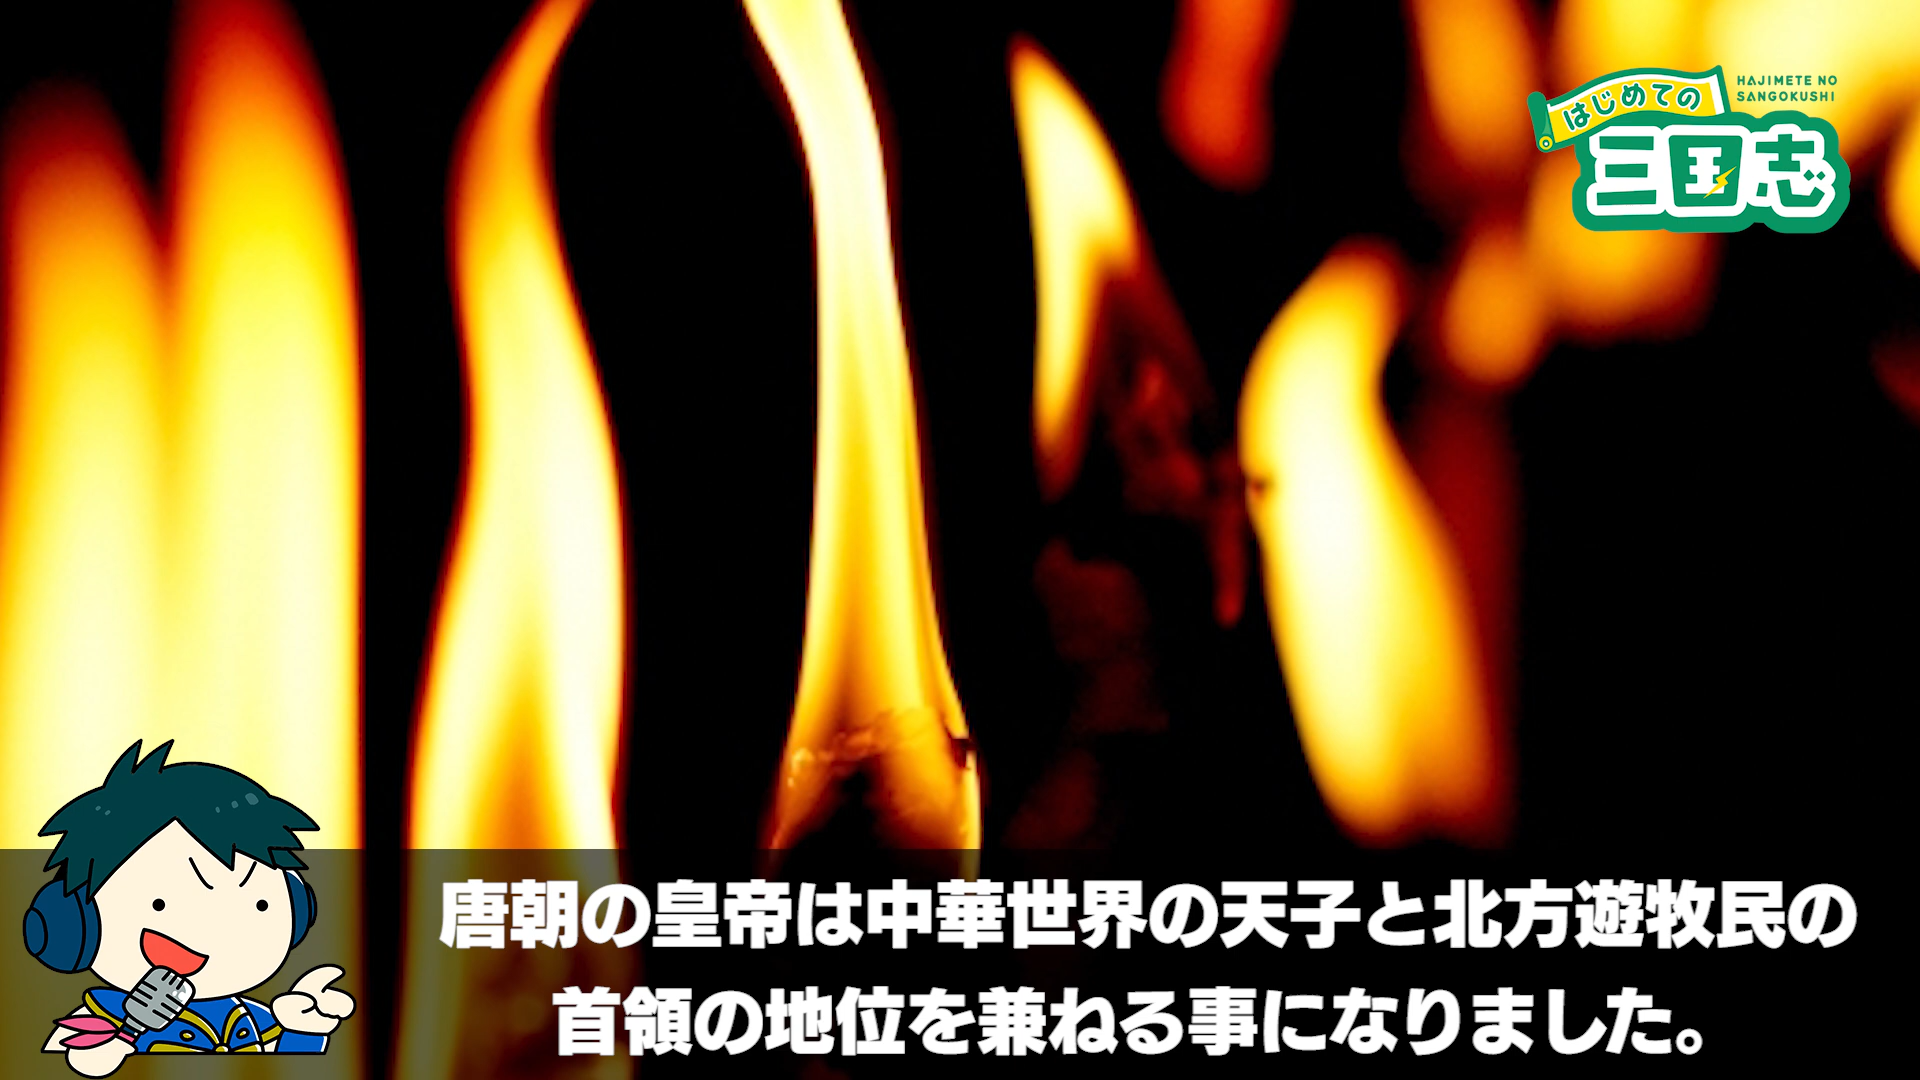 はじめての
HAJIMETE NO
SANGOKUSHI
三国志
唐朝の皇帝は中華世界の天子と北方遊牧民の
首領の地位を兼ねる事になりました。